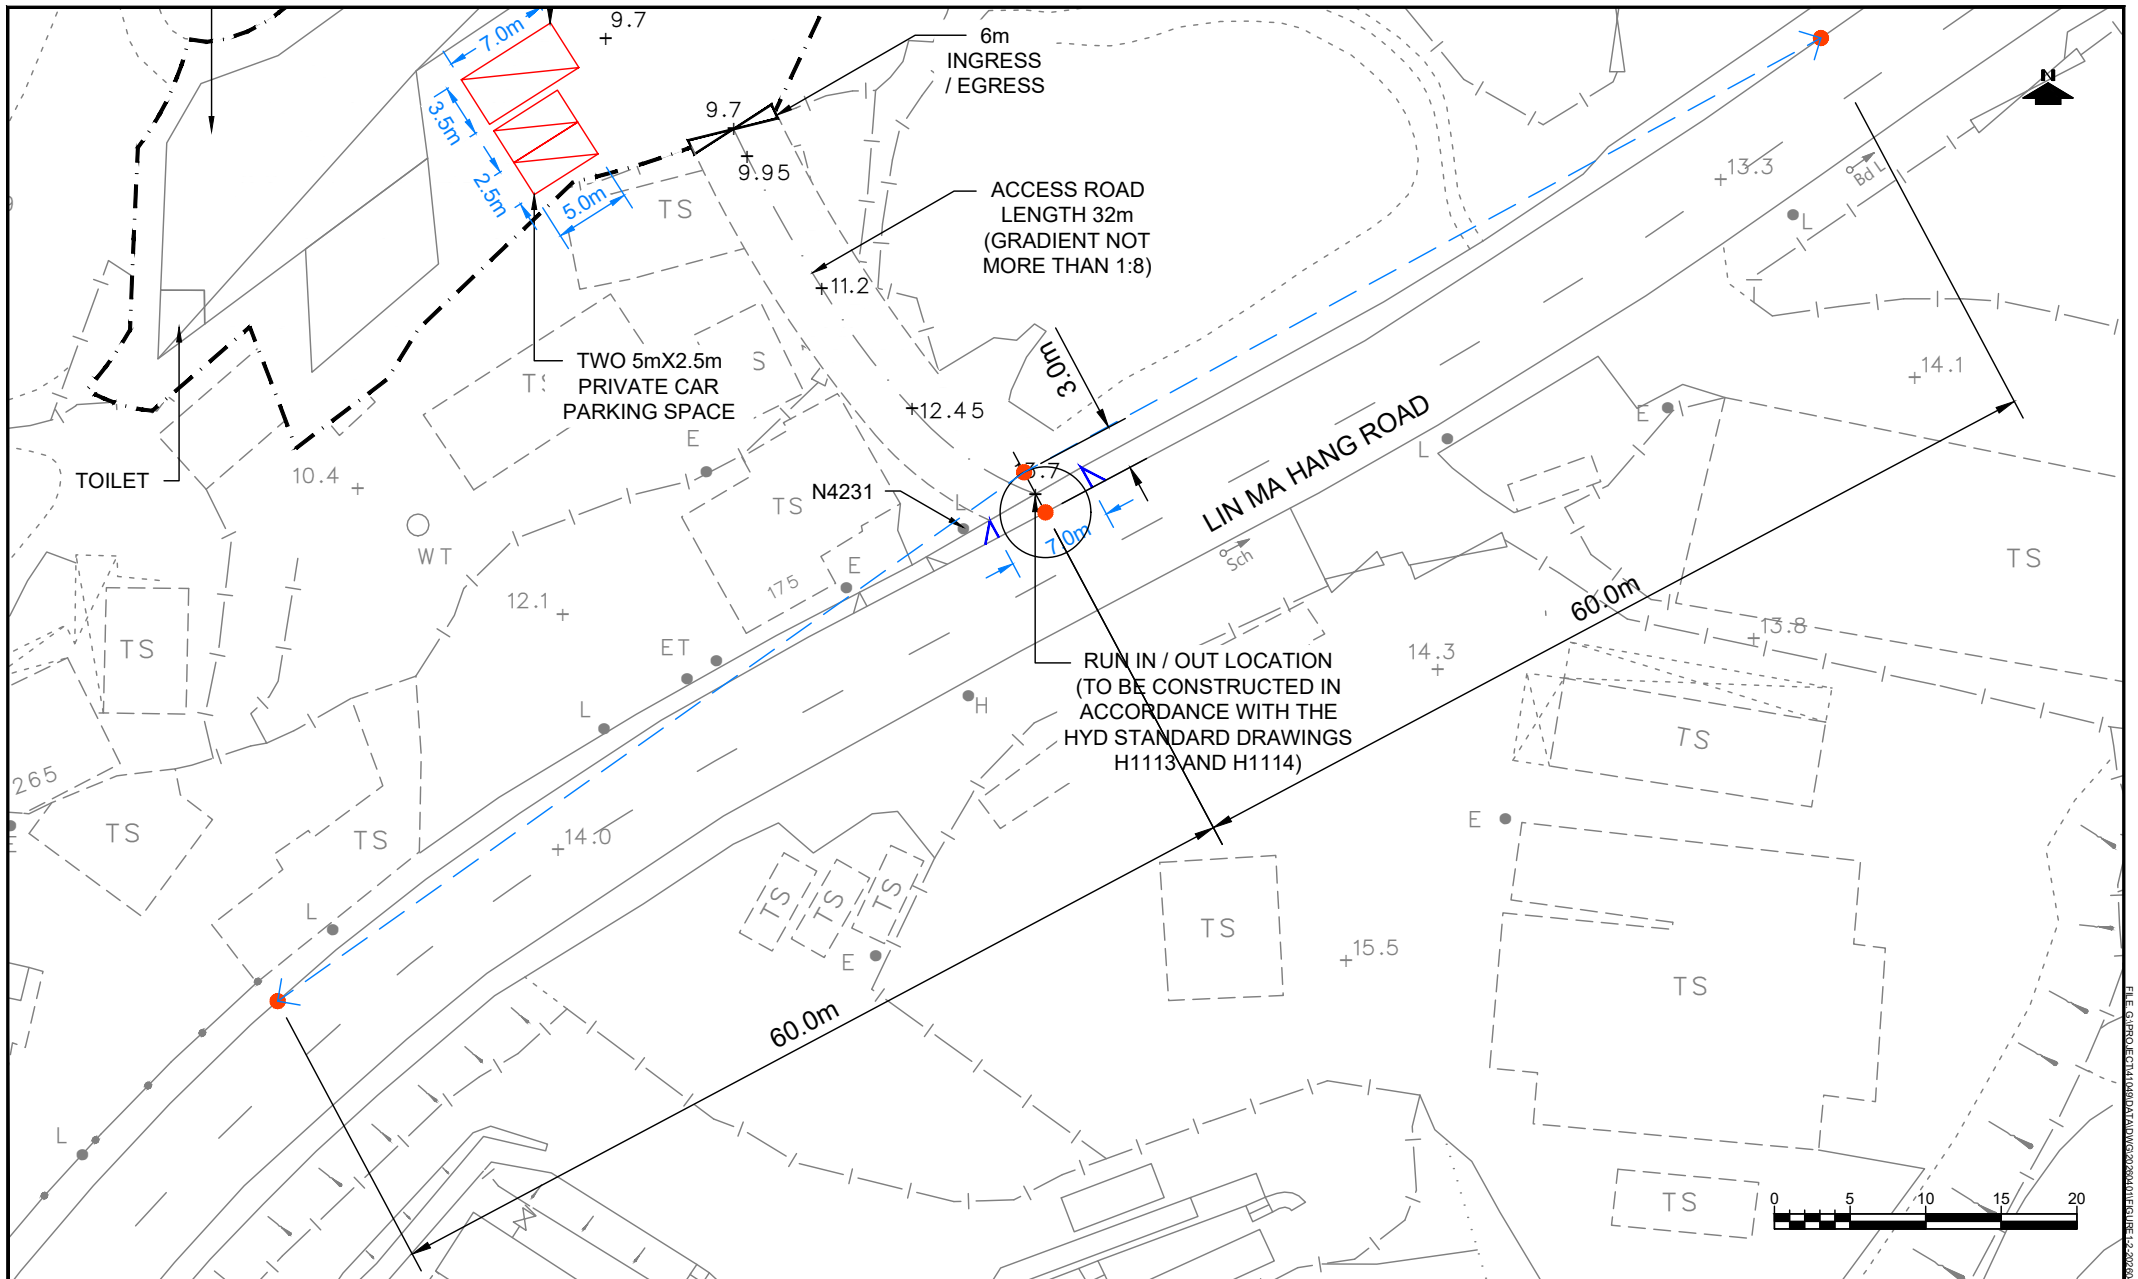 7.0m
9.7
6m
INGRESS
/ EGRESS
N
3.5m
9.7
9.95
2.5m
5.0m
TS
ACCESS ROAD
LENGTH 32m
(GRADIENT NOT
MORE THAN 1:8)
13.3
Bd L
L
11.2
TWO 5mX2.5m
PRIVATE CAR
PARKING SPACE
3.0m
14.1
12.45
E
E
LIN MA HANG ROAD
L
TOILET
10.4
N4231
L
TS
WT
7.0m
Sch
TS
E
175
12.1
60.0m
13.8
TS
ET
RUN IN / OUT LOCATION
(TO BE CONSTRUCTED IN
ACCORDANCE WITH THE
HYD STANDARD DRAWINGS
H1113 AND H1114)
14.3
H
L
TS
265
TS
TS
14.0
E
TS
TS
TS
L
TS
15.5
E
TS
60.0m
L
TS
0 5 10 15 20